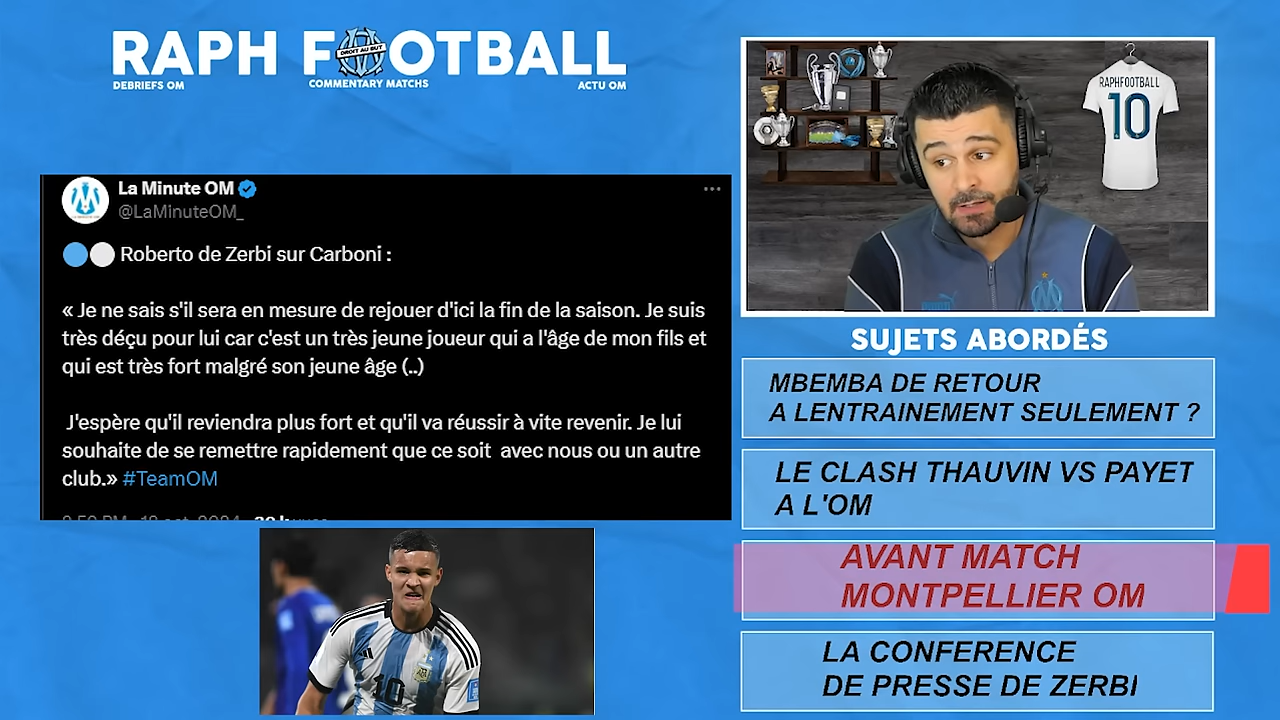 RAPH FOOTBALL
DROIT AU BUT
DEBRIEFS OM
COMMENTARY MATCHS
ACTU OM
La Minute OM
@LaMinuteOM_
Roberto de Zerbi sur Carboni :
« Je ne sais s'il sera en mesure de rejouer d'ici la fin de la saison. Je suis
très déçu pour lui car c'est un très jeune joueur qui a l'âge de mon fils et
qui est très fort malgré son jeune âge (..)
J'espère qu'il reviendra plus fort et qu'il va réussir à vite revenir. Je lui
souhaite de se remettre rapidement que ce soit avec nous ou un autre
club.» #TeamOM
10
RAPHFOOTBALL
10
SUJETS ABORDÉS
MBEMBA DE RETOUR
A LENTRAINEMENT SEULEMENT ?
LE CLASH THAUVIN VS PAYET
A L'OM
AVANT MATCH
MONTPELLIER OM
LA CONFERENCE
DE PRESSE DE ZERBI